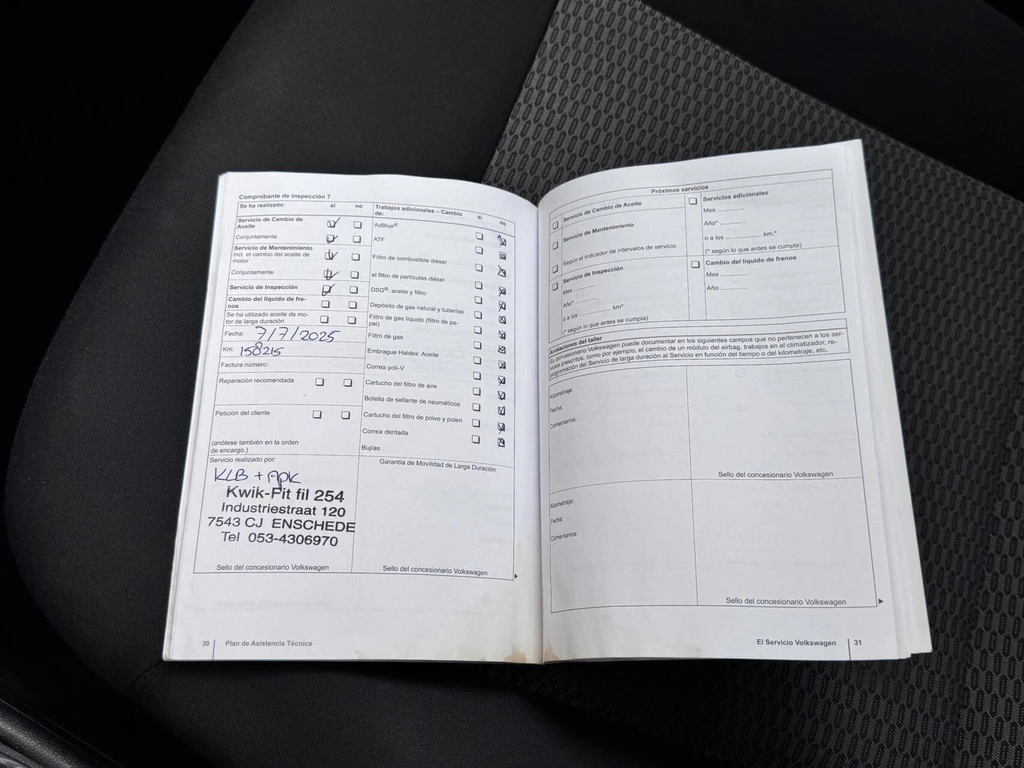 Comprobante de inspección 7
Se ha realizado: sí no
Servicio de Cambio de
Aceite
Conjuntamente
Servicio de Mantenimiento
incl. el cambio del aceite de
motor
Conjuntamente
Servicio de Inspección
Cambio del líquido de fre-
nos
Se ha utilizado aceite de mo-
tor de larga duración
Fecha: 7/7/2025
Km: 158215
Factura número:
Reparación recomendada
Petición del cliente
(anótese también en la orden
de encargo.)
Servicio realizado por:
KLB + APK
Kwik-Fit fil 254
Industriestraat 120
7543 CJ ENSCHEDE
Tel 053-4306970
Sello del concesionario Volkswagen
Trabajos adicionales – Cambio
de: sí no
AdBlue®
ATF
Filtro de combustible diésel
el filtro de partículas diésel
DSG®, aceite y filtro
Depósito de gas natural y tuberías
Filtro de gas líquido (filtro de pa-
pel)
Filtro de gas
Embrague Haldex: Aceite
Correa poli-V
Cartucho del filtro de aire
Botella de sellante de neumáticos
Cartucho del filtro de polvo y polen
Correa dentada
Bujías
Garantía de Movilidad de Larga Duración:
Sello del concesionario Volkswagen
30 Plan de Asistencia Técnica
Próximos servicios
Servicio de Cambio de Aceite
Servicio de Mantenimiento
Según el indicador de intervalos de servicio
Servicio de Inspección
Mes
Año*
o a los km*
(* según lo que antes se cumpla)
Servicios adicionales
Mes
Año*
o a los km.*
(* según lo que antes se cumpla)
Cambio del líquido de frenos
Mes
Año
Anotaciones del taller
Su concesionario Volkswagen puede documentar en los siguientes campos que no pertenecen a los ser-
vicios prescritos, como por ejemplo, el cambio de un módulo del airbag, trabajos en el climatizador, re-
programación del Servicio de larga duración al Servicio en función del tiempo o del kilometraje, etc.
Kilometraje:
Fecha:
Comentarios:
Sello del concesionario Volkswagen
Kilometraje:
Fecha:
Comentarios:
Sello del concesionario Volkswagen
El Servicio Volkswagen 31